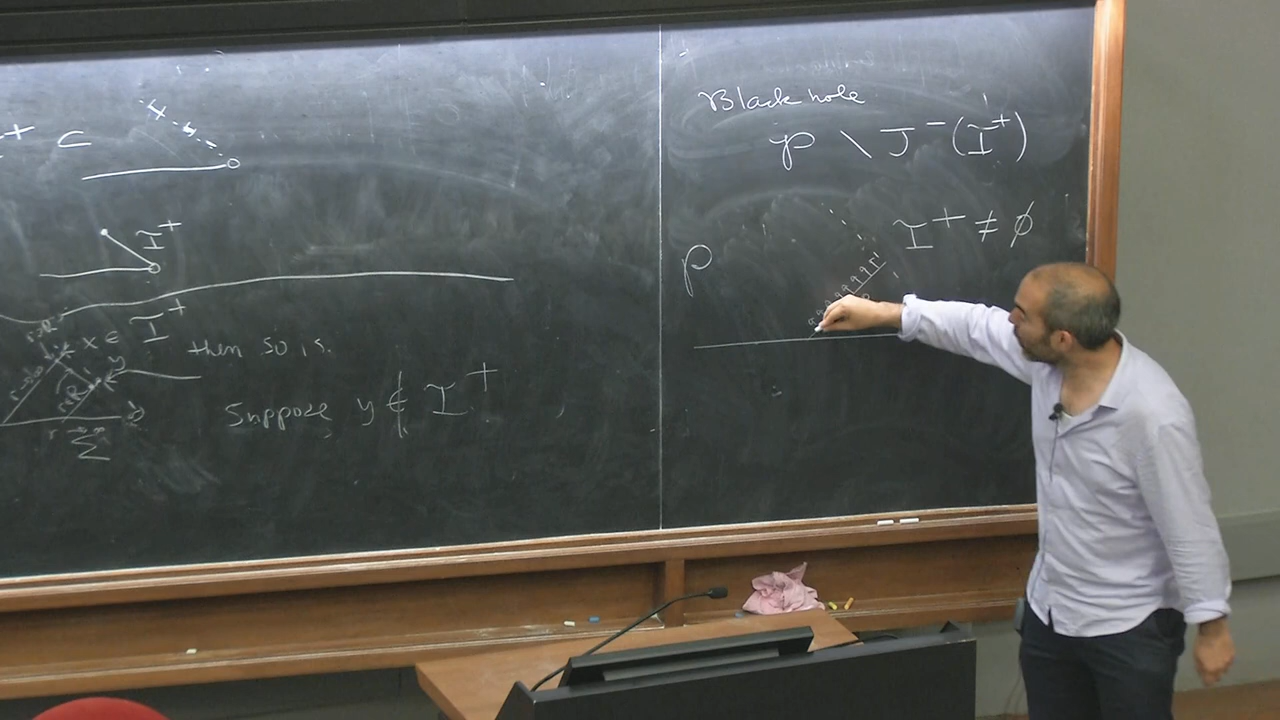 + ⊂
I⁺
x ∈ I⁺
then so is
y
Suppose y ∉ I⁺
Σ
Black hole
𝓅 \ J⁻(I⁺)
𝓅
I⁺ ≠ ∅